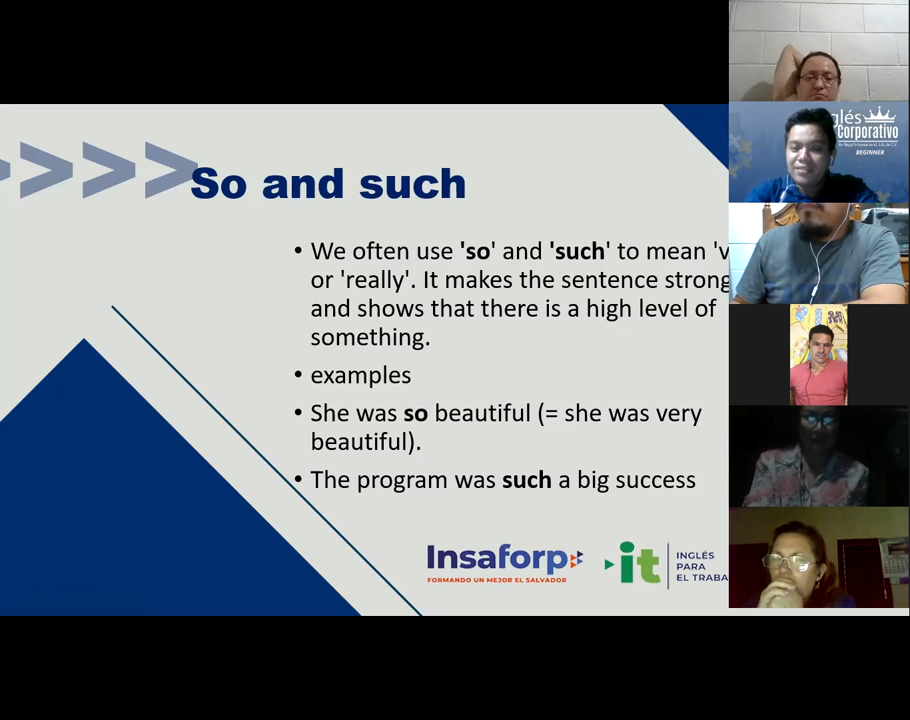 So and such
• We often use 'so' and 'such' to mean
or 'really'. It makes the sentence
and shows that there is a high level of
something.
• examples
• She was so beautiful (= she was very
beautiful).
• The program was such a big success
Insaforp
FORMANDO UN MEJOR EL SALVADOR
it
INGLÉS
PARA
EL
Corporativo
BEGINNER